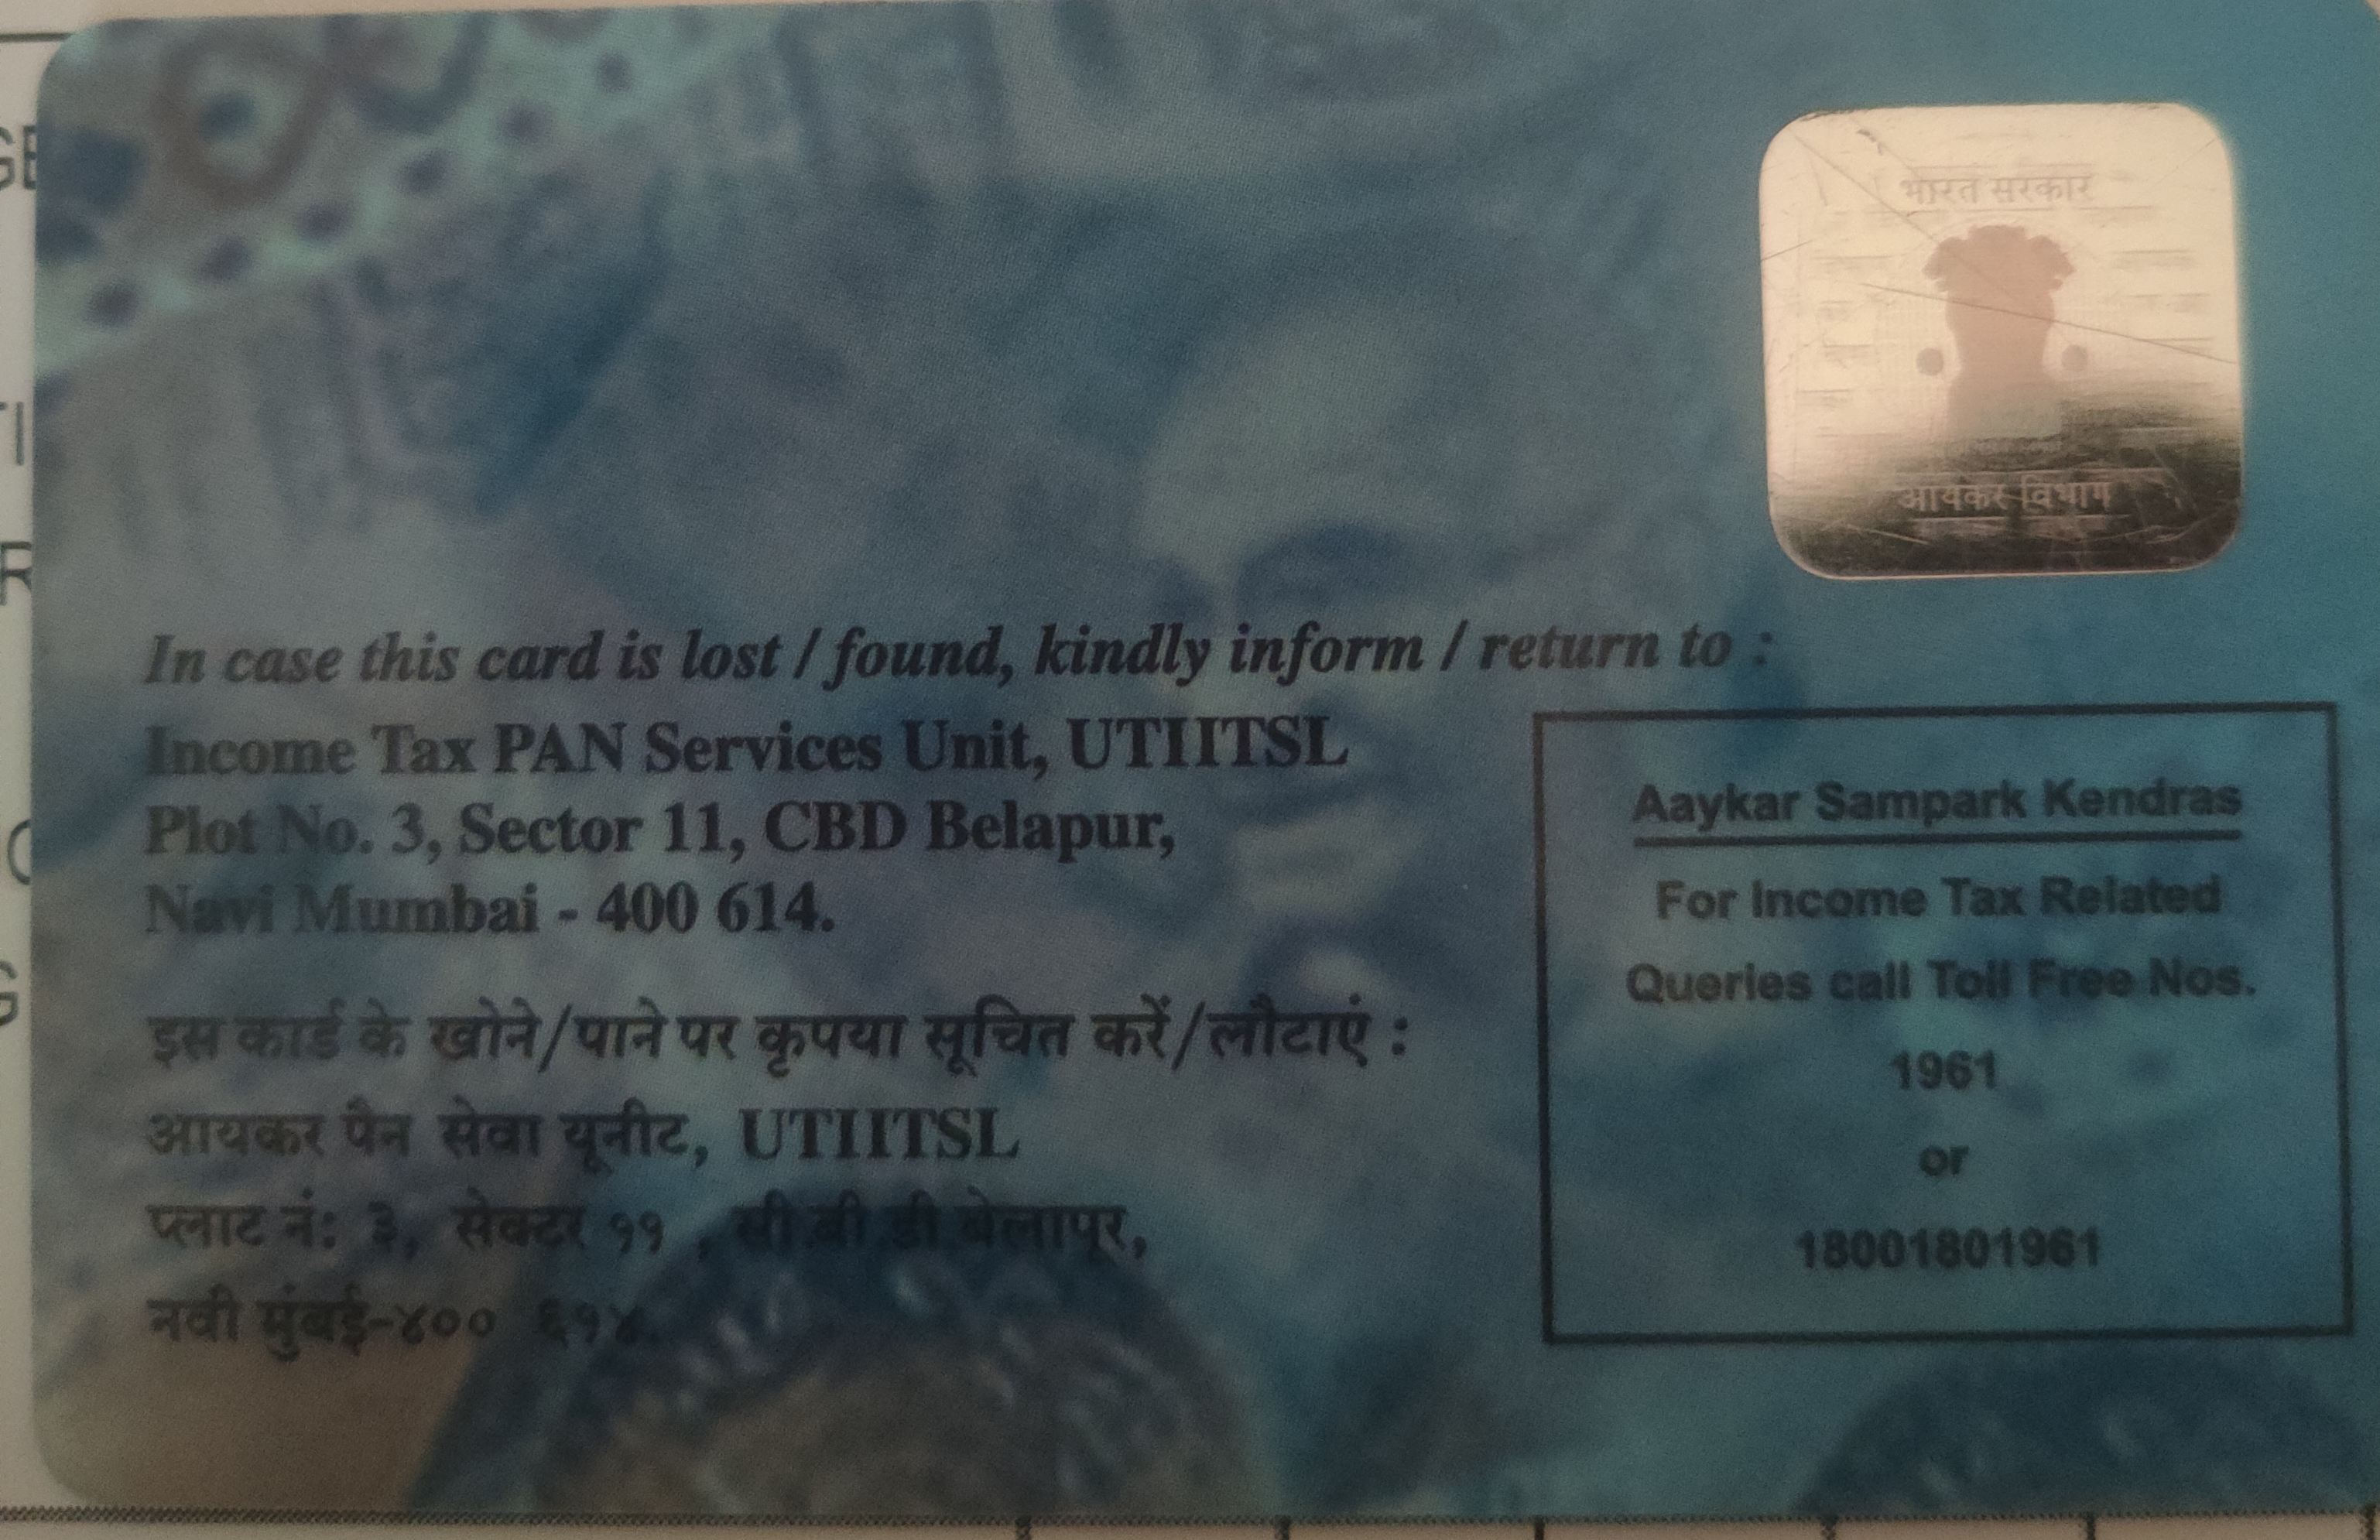 भारत सरकार
आयकर विभाग
In case this card is lost / found, kindly inform / return to :
Income Tax PAN Services Unit, UTIITSL
Plot No. 3, Sector 11, CBD Belapur,
Navi Mumbai - 400 614.
इस कार्ड के खोने/पाने पर कृपया सूचित करें/लौटाएं :
आयकर पैन सेवा यूनीट, UTIITSL
प्लाट नं: ३, सेक्टर ११ , सी.बी.डी.बेलापूर,
नवी मुंबई-४०० ६१४.
Aaykar Sampark Kendras
For Income Tax Related
Queries call Toll Free Nos.
1961
or
18001801961